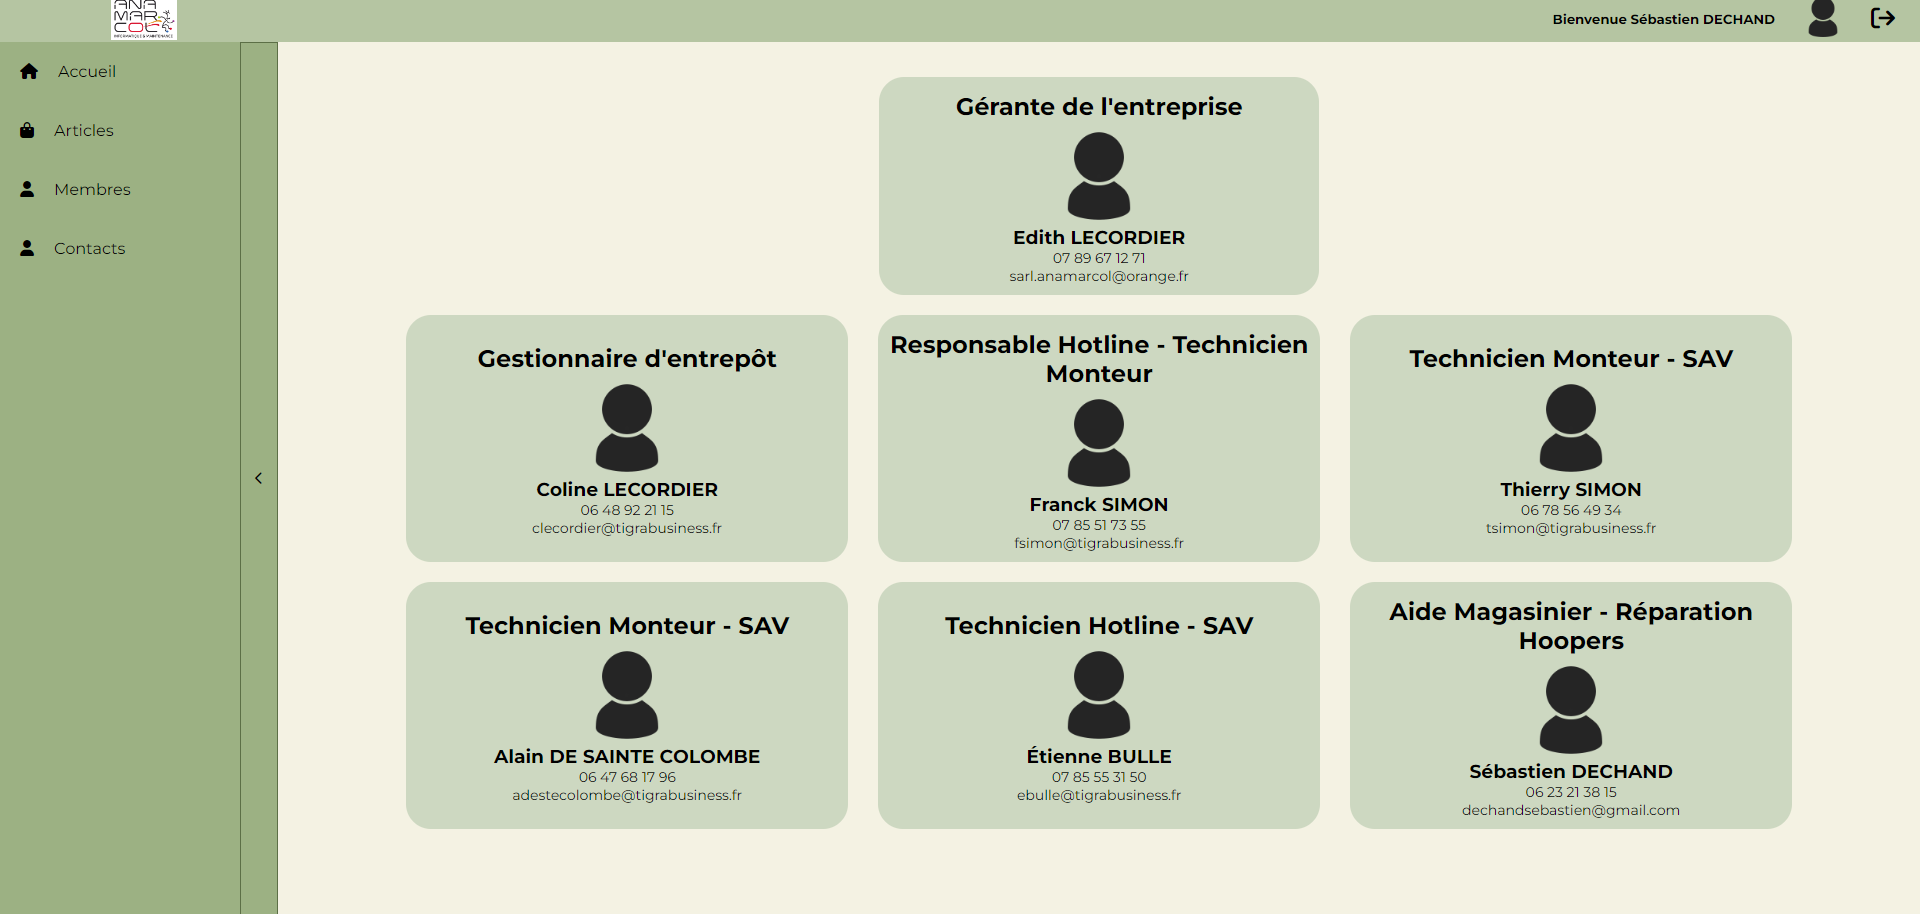 ANA
MAR
COL
INFORMATIQUE & MAINTENANCE
Bienvenue Sébastien DECHAND
Accueil
Articles
Membres
Contacts
Gérante de l'entreprise
Edith LECORDIER
07 89 67 12 71
sarl.anamarcol@orange.fr
Gestionnaire d'entrepôt
Coline LECORDIER
06 48 92 21 15
clecordier@tigrabusiness.fr
Responsable Hotline - Technicien
Monteur
Franck SIMON
07 85 51 73 55
fsimon@tigrabusiness.fr
Technicien Monteur - SAV
Thierry SIMON
06 78 56 49 34
tsimon@tigrabusiness.fr
Technicien Monteur - SAV
Alain DE SAINTE COLOMBE
06 47 68 17 96
adestecolombe@tigrabusiness.fr
Technicien Hotline - SAV
Étienne BULLE
07 85 55 31 50
ebulle@tigrabusiness.fr
Aide Magasinier - Réparation
Hoopers
Sébastien DECHAND
06 23 21 38 15
dechandsebastien@gmail.com